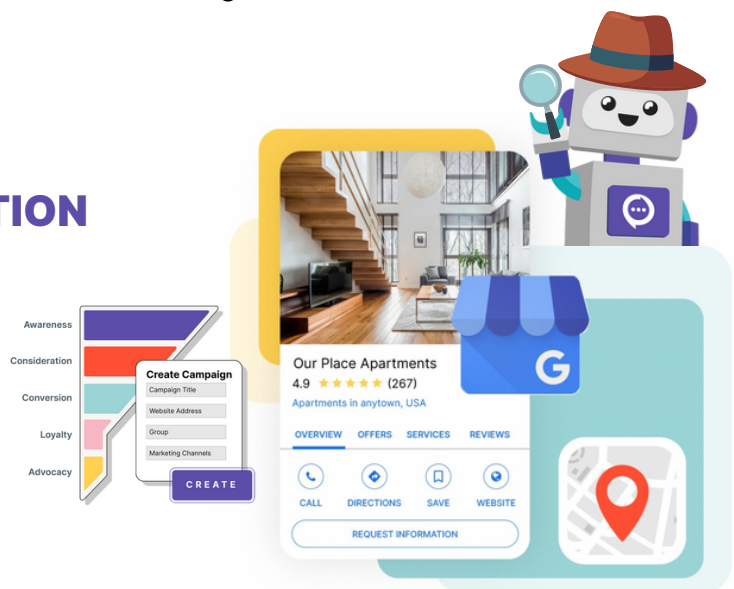 TION
Awareness
Consideration
Conversion
Loyalty
Advocacy
Create Campaign
Campaign Title
Website Address
Group
Marketing Channels
CREATE
Our Place Apartments
4.9 ★★★★★ (267)
Apartments in anytown, USA
OVERVIEW OFFERS SERVICES REVIEWS
CALL DIRECTIONS SAVE WEBSITE
REQUEST INFORMATION
G